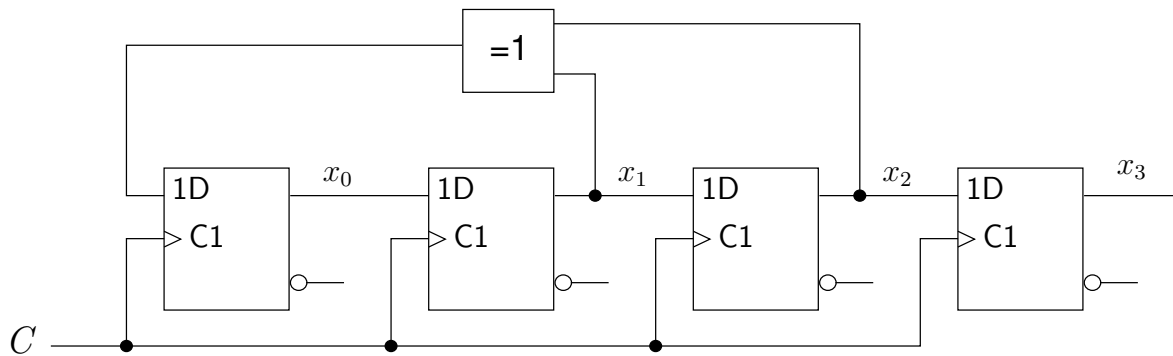 =1
x₀ x₁ x₂ x₃
1D 1D 1D 1D
C1 C1 C1 C1
C